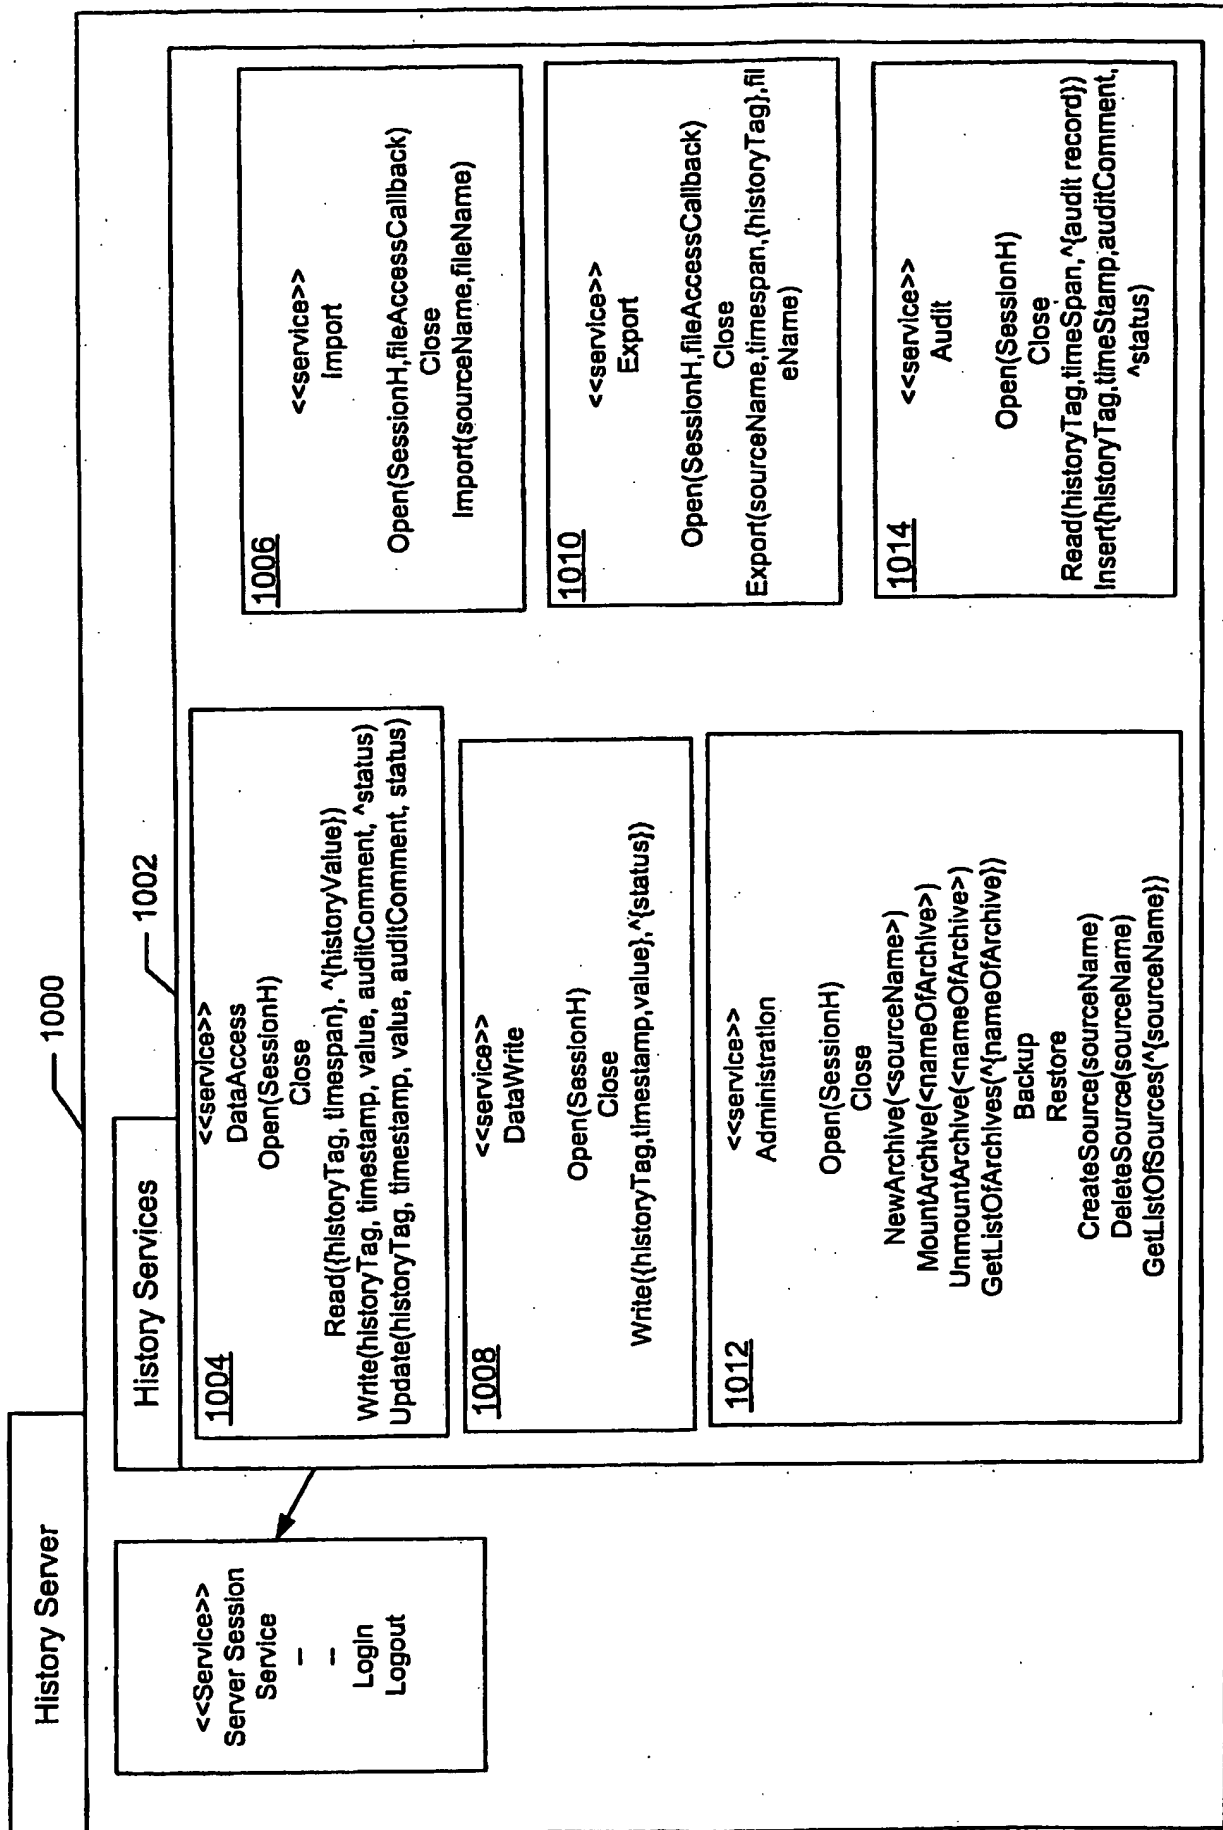 History Server
1000
History Services
1002
<<Service>>
Server Session
Service
--
--
Login
Logout
1004
<<service>>
DataAccess
Open(SessionH)
Close
Read({historyTag, timespan}, ^{historyValue})
Write(historyTag, timestamp, value, auditComment, ^status)
Update(historyTag, timestamp, value, auditComment, status)
1006
<<service>>
Import
Open(SessionH,fileAccessCallback)
Close
Import(sourceName,fileName)
1008
<<service>>
DataWrite
Open(SessionH)
Close
Write({historyTag,timestamp,value},^{status})
1010
<<service>>
Export
Open(SessionH,fileAccessCallback)
Close
Export(sourceName,timespan,{historyTag},fil
eName)
1012
<<service>>
Administration
Open(SessionH)
Close
NewArchive(<sourceName>)
MountArchive(<nameOfArchive>)
UnmountArchive(<nameOfArchive>)
GetListOfArchives(^{nameOfArchive})
Backup
Restore
CreateSource(sourceName)
DeleteSource(sourceName)
GetListOfSources(^{sourceName})
1014
<<service>>
Audit
Open(SessionH)
Close
Read(historyTag,timeSpan,^{audit record})
Insert{historyTag,timeStamp,auditComment,
^status)